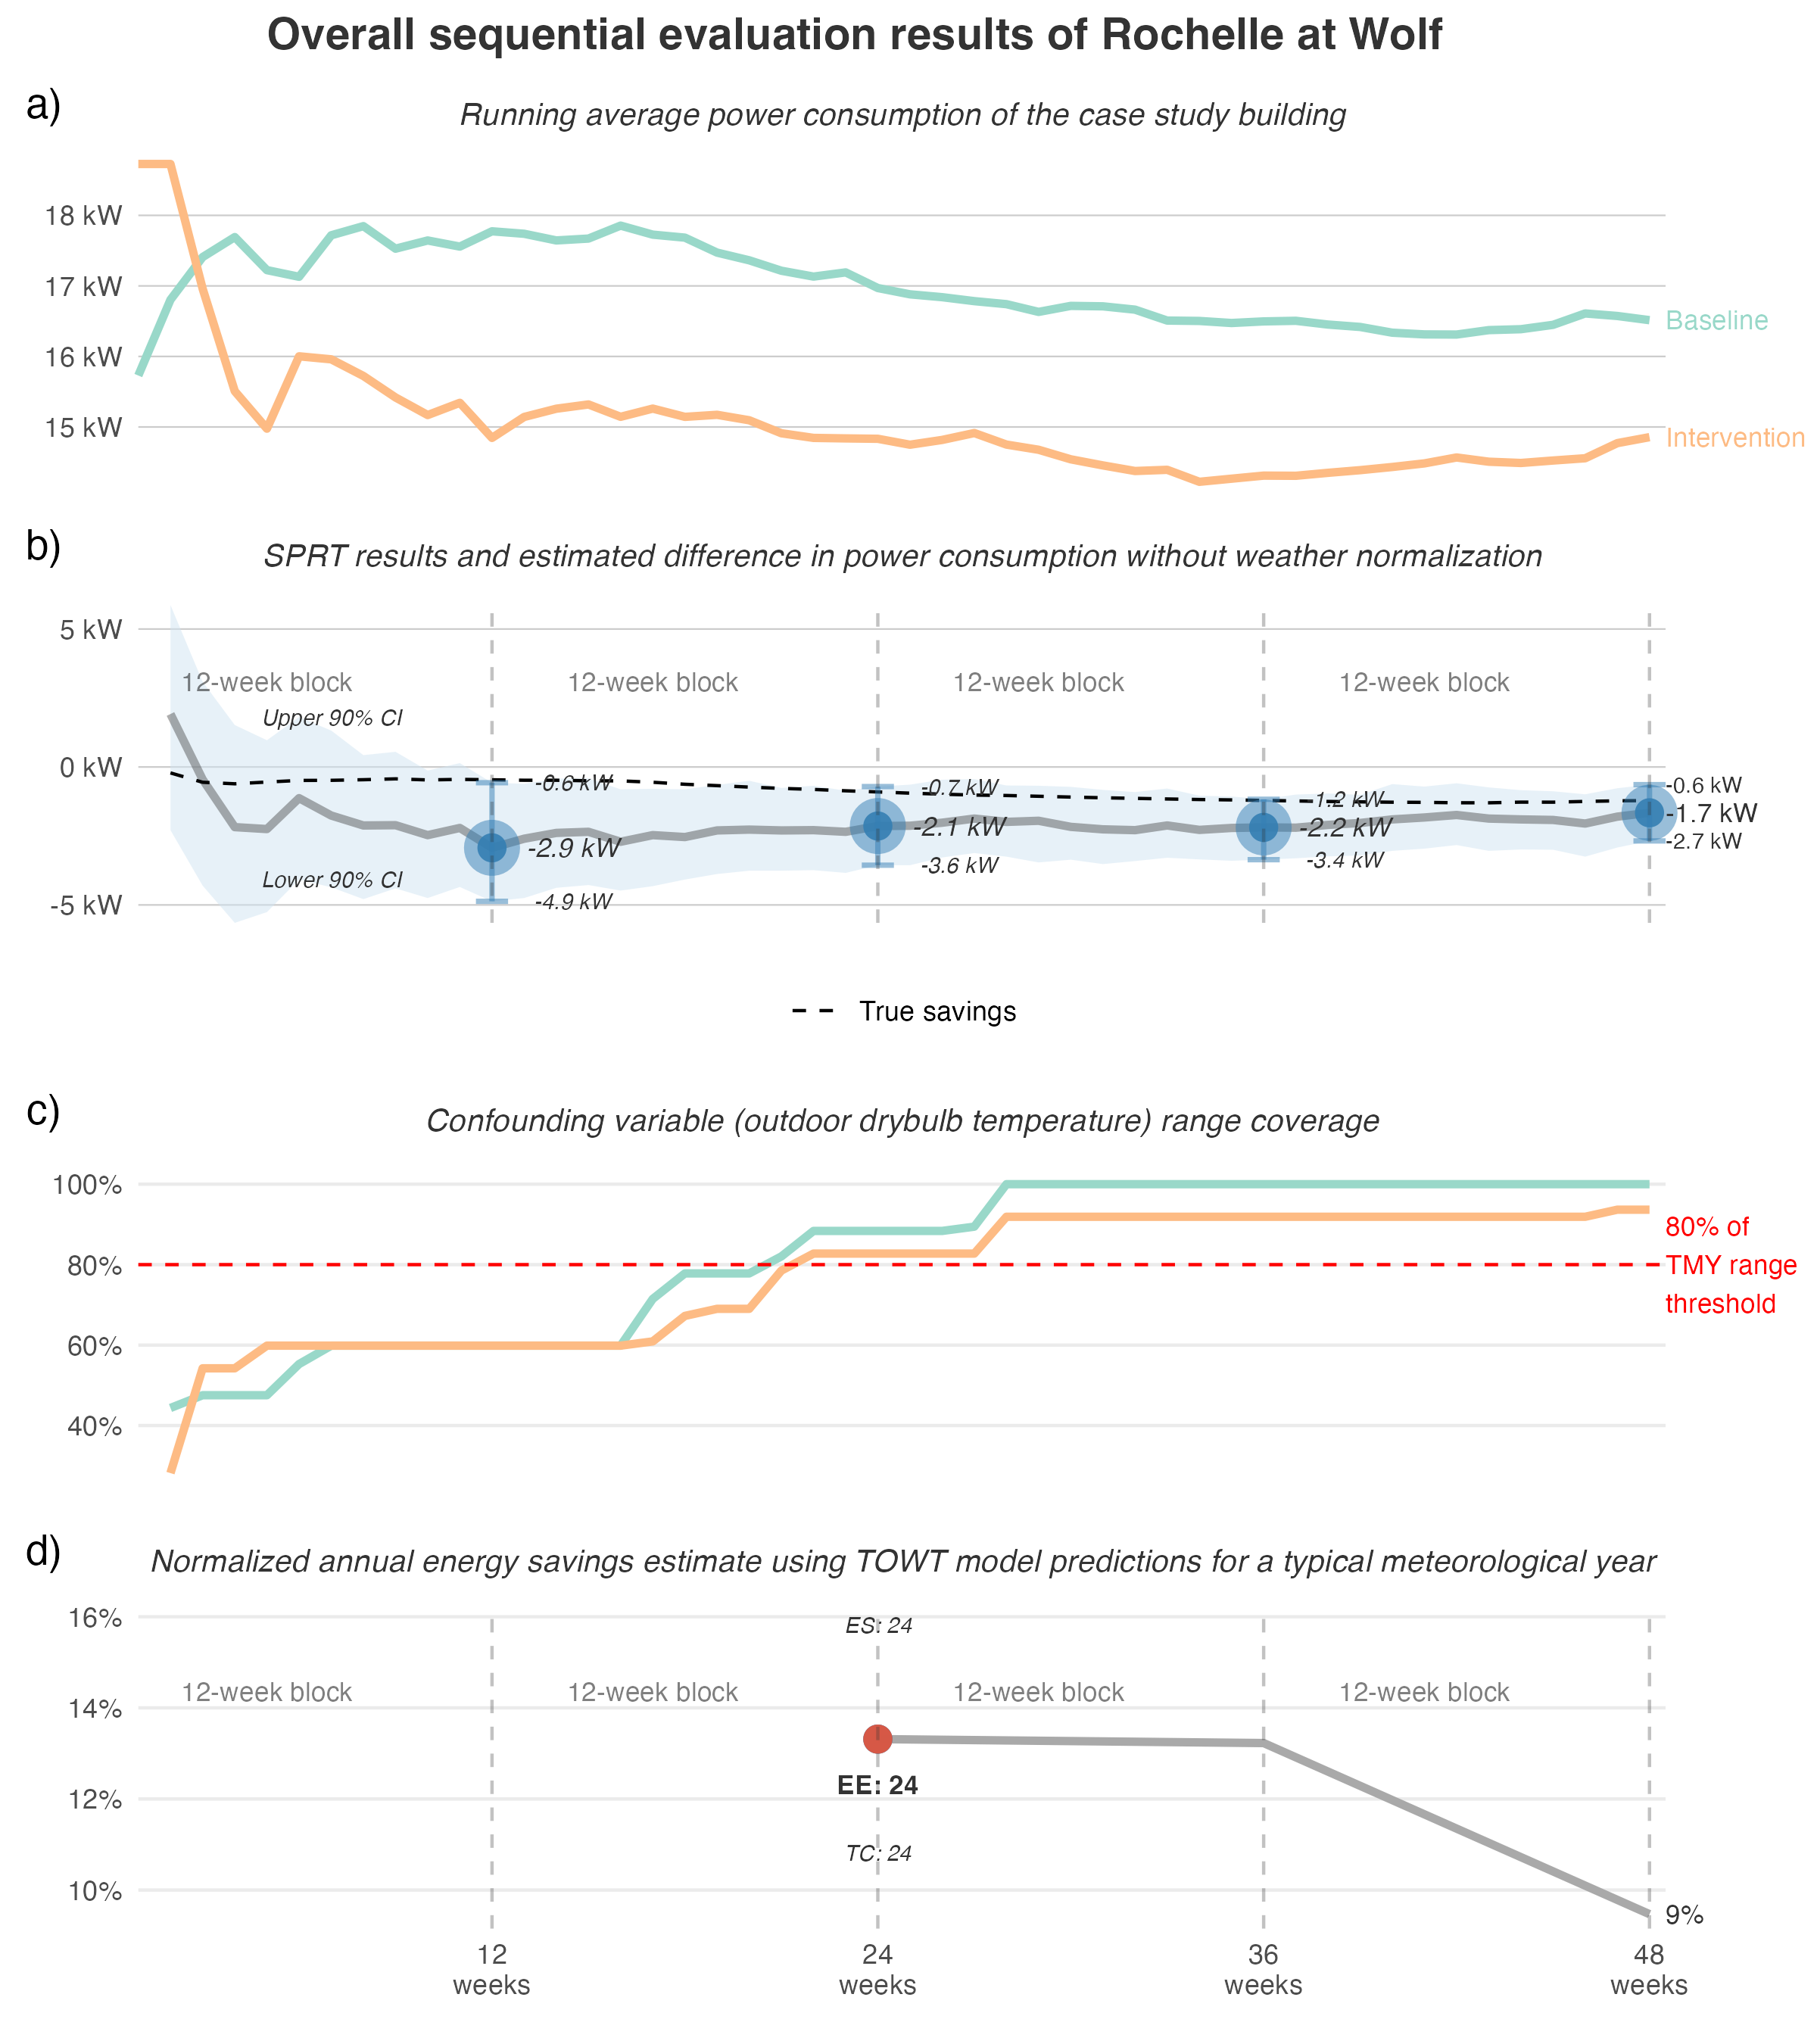 Overall sequential evaluation results of Rochelle at Wolf
a)
Running average power consumption of the case study building
18 kW
17 kW
16 kW
15 kW
Baseline
Intervention
b)
SPRT results and estimated difference in power consumption without weather normalization
5 kW
0 kW
-5 kW
12-week block
12-week block
12-week block
12-week block
Upper 90% CI
Lower 90% CI
-0.6 kW
-2.9 kW
-4.9 kW
-0.7 kW
-2.1 kW
-3.6 kW
-1.2 kW
-2.2 kW
-3.4 kW
-0.6 kW
-1.7 kW
-2.7 kW
True savings
c)
Confounding variable (outdoor drybulb temperature) range coverage
100%
80%
60%
40%
80% of
TMY range
threshold
d)
Normalized annual energy savings estimate using TOWT model predictions for a typical meteorological year
16%
14%
12%
10%
12-week block
12-week block
12-week block
12-week block
ES: 24
EE: 24
TC: 24
9%
12
weeks
24
weeks
36
weeks
48
weeks